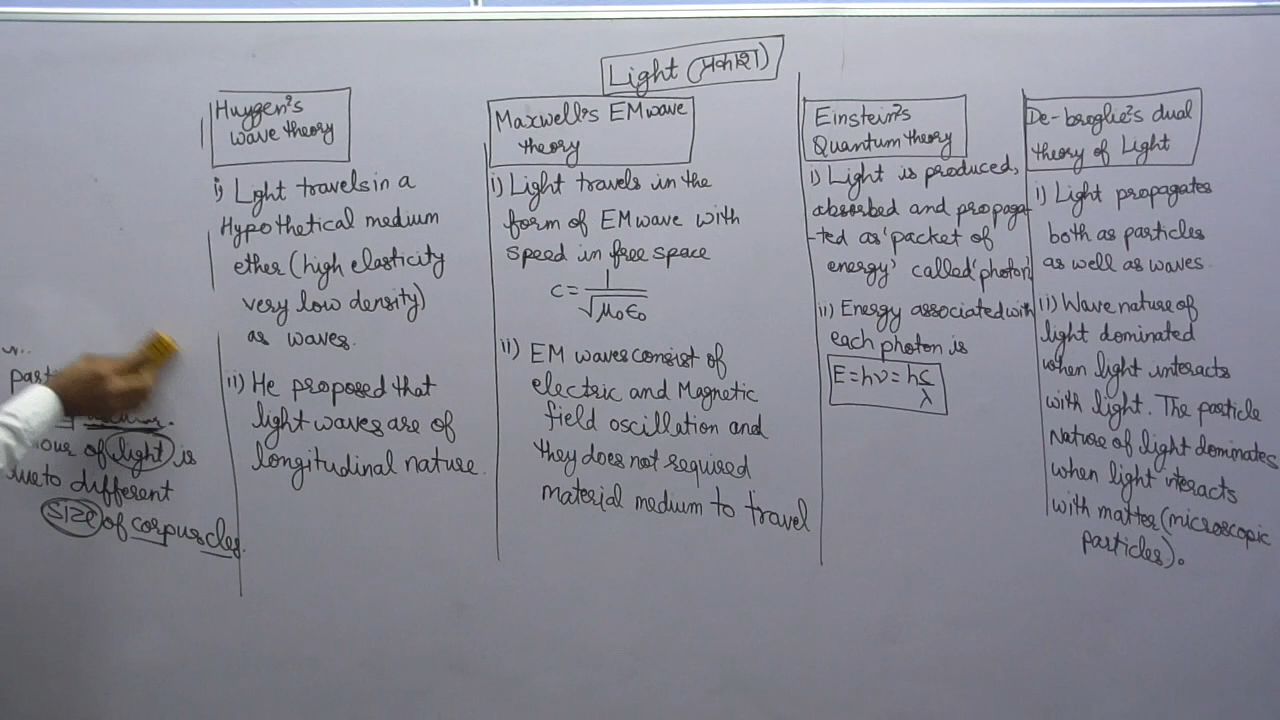 Light (प्रकाश)
Huygen's
wave theory
i) Light travels in a
Hypothetical medium
ether (high elasticity
very low density)
as waves.
ii) He proposed that
light waves are of
longitudinal nature.
Maxwell's EM wave
theory
i) Light travels in the
form of EM wave with
speed in free space
c = 1/√μ₀ε₀
ii) EM waves consist of
electric and Magnetic
field oscillation and
they does not required
material medium to travel
Einstein's
Quantum theory
i) Light is produced,
absorbed and propaga
-ted as 'packet of
energy' called 'photon'
ii) Energy associated with
each photon is
E = hν = hc/λ
De-broglie's dual
theory of Light
i) Light propagates
both as particles
as well as waves.
ii) Wave nature of
light dominated
when light interacts
with light. The particle
Nature of light dominates
when light interacts
with matter (microscopic
particles).
of light is
different
size of corpuscles.